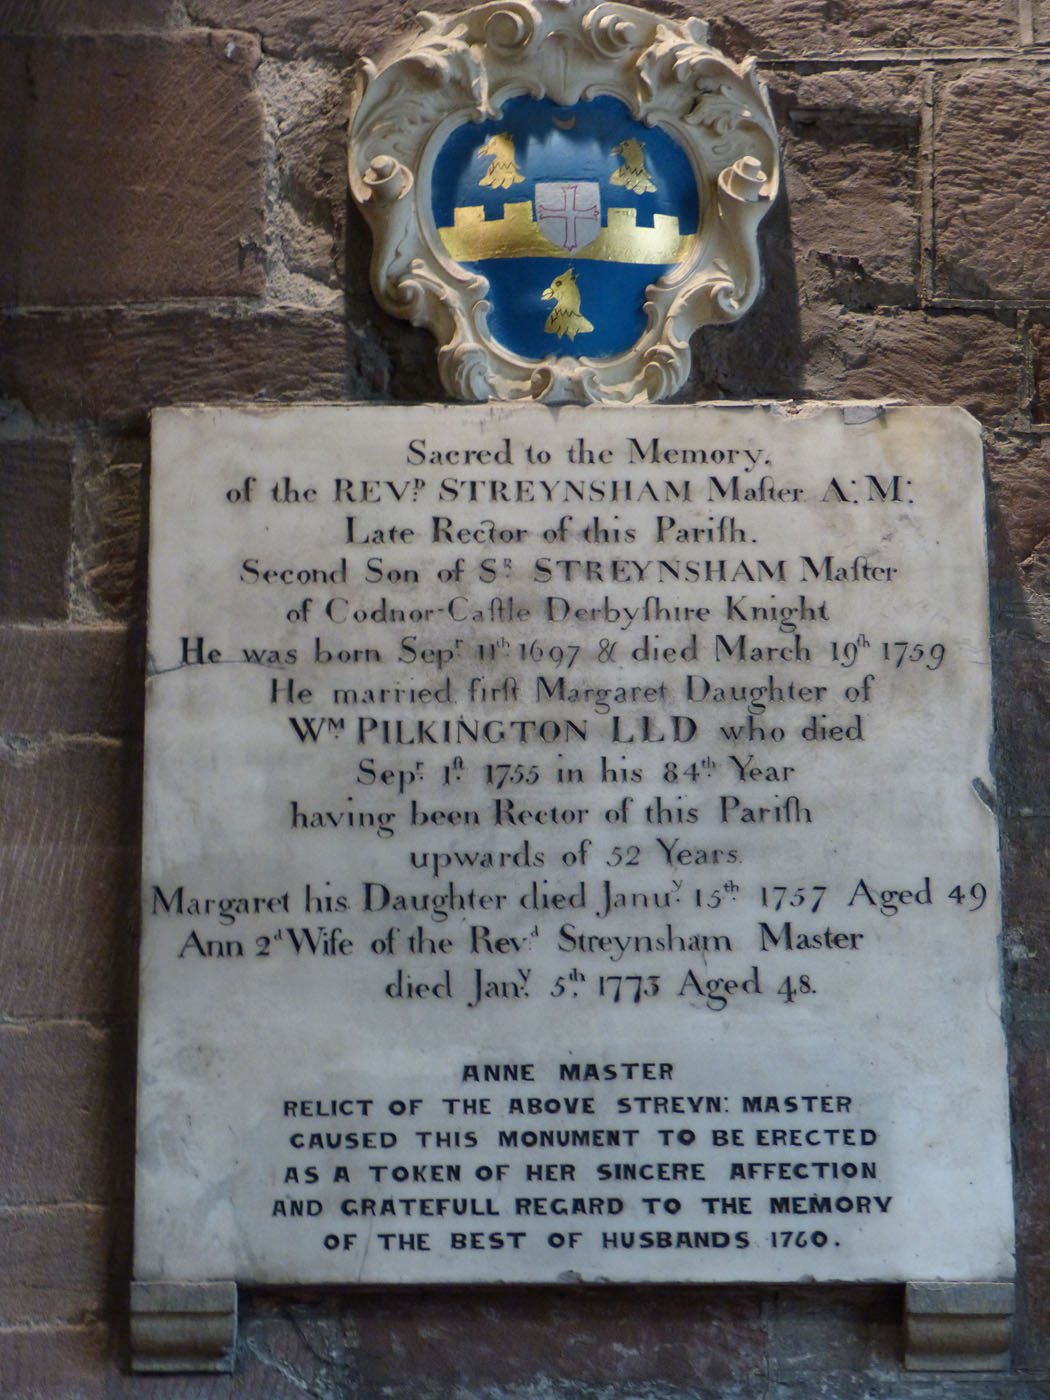 Sacred to the Memory,
of the REVᴰ. STREYNSHAM Maſter, A.M.
Late Rector of this Pariſh.
Second Son of Sᴿ. STREYNSHAM Maſter
of Codnor-Caſtle Derbyſhire Knight
He was born Sepʳ. 11ᵗʰ. 1697 & died March 19ᵗʰ. 1759
He married firſt Margaret Daughter of
Wᴹ. PILKINGTON LLD who died
Sepʳ. 1ſᵗ 1755 in his 84ᵗʰ. Year
having been Rector of this Pariſh
upwards of 52 Years.
Margaret his Daughter died Januʸ. 15ᵗʰ. 1757 Aged 49
Ann 2ᵈ Wife of the Revᵈ. Streynſham Master
died Janʸ. 5ᵗʰ. 1773 Aged 48.
ANNE MASTER
RELICT OF THE ABOVE STREYN: MASTER
CAUSED THIS MONUMENT TO BE ERECTED
AS A TOKEN OF HER SINCERE AFFECTION
AND GRATEFULL REGARD TO THE MEMORY
OF THE BEST OF HUSBANDS 1760.